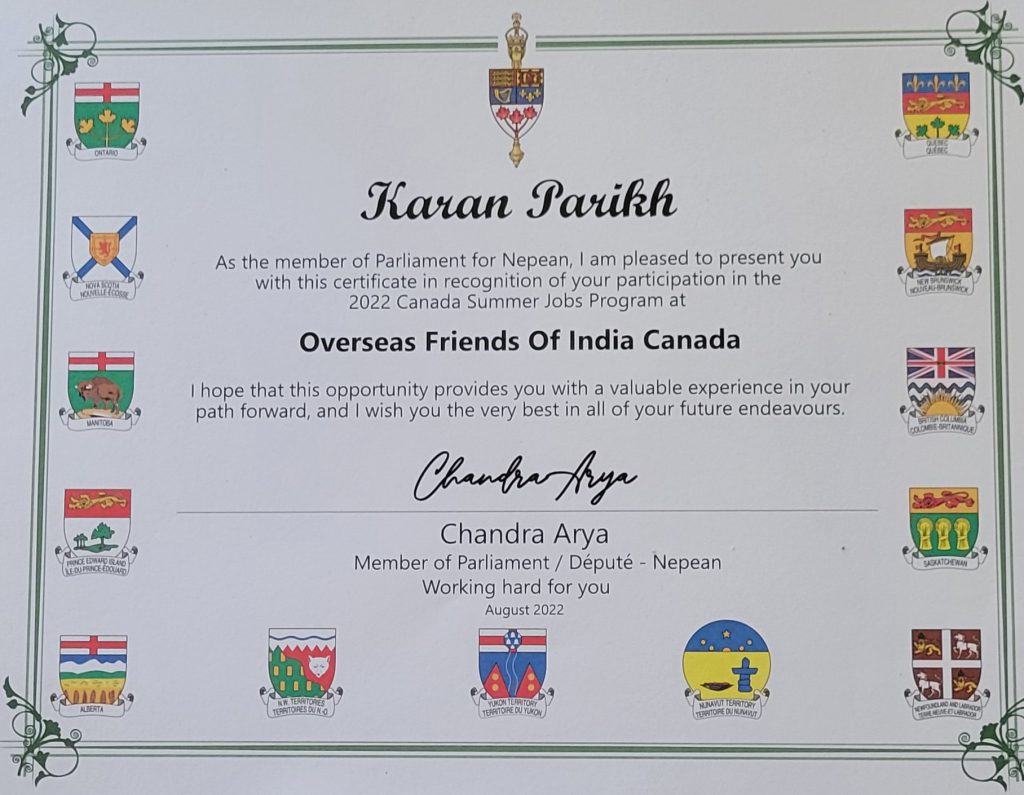 ONTARIO
QUEBEC
QUÉBEC
Karan Parikh
As the member of Parliament for Nepean, I am pleased to present you
with this certificate in recognition of your participation in the
2022 Canada Summer Jobs Program at
NOVA SCOTIA
NOUVELLE-ÉCOSSE
NEW BRUNSWICK
NOUVEAU-BRUNSWICK
Overseas Friends Of India Canada
I hope that this opportunity provides you with a valuable experience in your
path forward, and I wish you the very best in all of your future endeavours.
MANITOBA
BRITISH COLUMBIA
COLOMBIE-BRITANNIQUE
Chandra Arya
Chandra Arya
Member of Parliament / Député - Nepean
Working hard for you
August 2022
PRINCE EDWARD ISLAND
ÎLE-DU-PRINCE-ÉDOUARD
SASKATCHEWAN
ALBERTA
N.W. TERRITORIES
TERRITOIRES DU N.-O.
YUKON TERRITORY
TERRITOIRE DU YUKON
NUNAVUT TERRITORY
TERRITOIRE DU NUNAVUT
NEWFOUNDLAND AND LABRADOR
TERRE-NEUVE-ET-LABRADOR